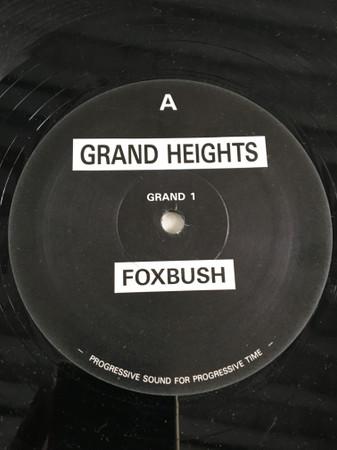 A
GRAND HEIGHTS
GRAND 1
FOXBUSH
- PROGRESSIVE SOUND FOR PROGRESSIVE TIME -